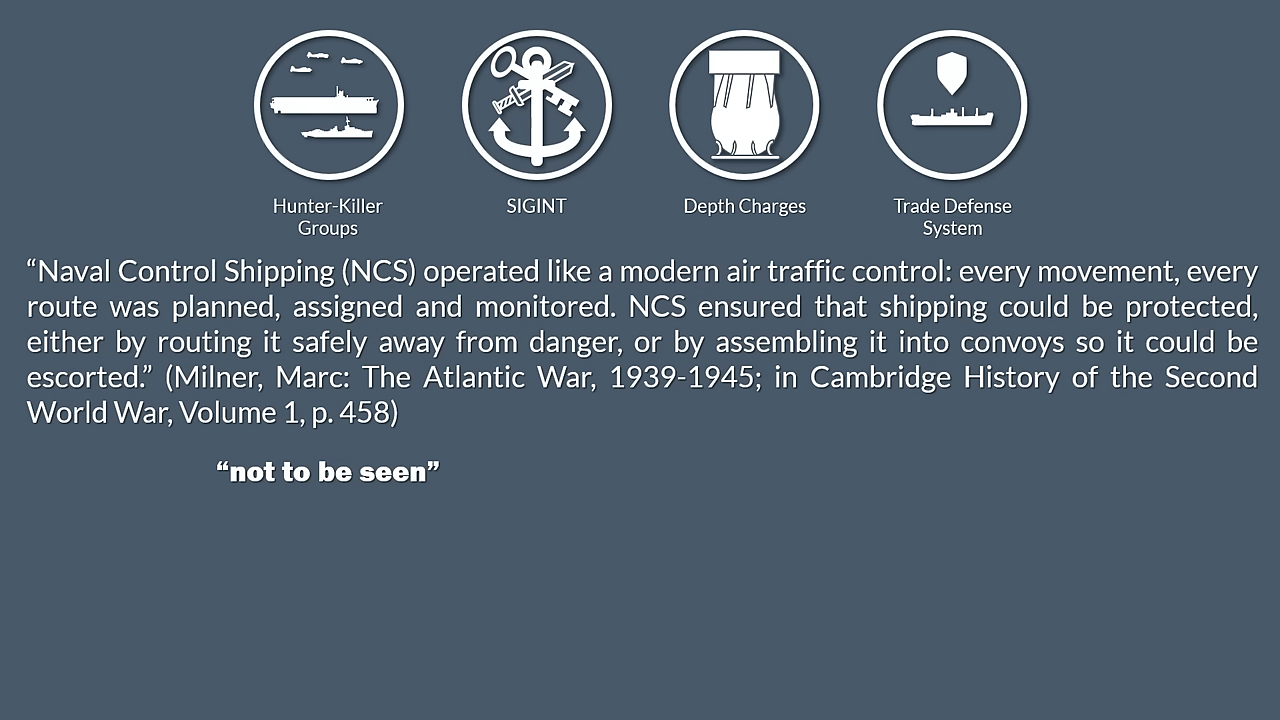 Hunter-Killer
Groups
SIGINT
Depth Charges
Trade Defense
System
“Naval Control Shipping (NCS) operated like a modern air traffic control: every movement, every
route was planned, assigned and monitored. NCS ensured that shipping could be protected,
either by routing it safely away from danger, or by assembling it into convoys so it could be
escorted.” (Milner, Marc: The Atlantic War, 1939-1945; in Cambridge History of the Second
World War, Volume 1, p. 458)
“not to be seen”